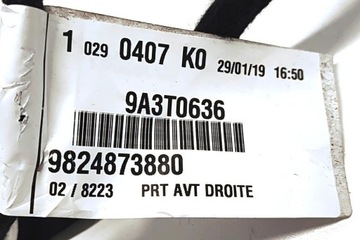 1 029 0407 K0 29/01/19 16:50
9A3T0636
9824873880
02 / 8223 PRT AVT DROITE